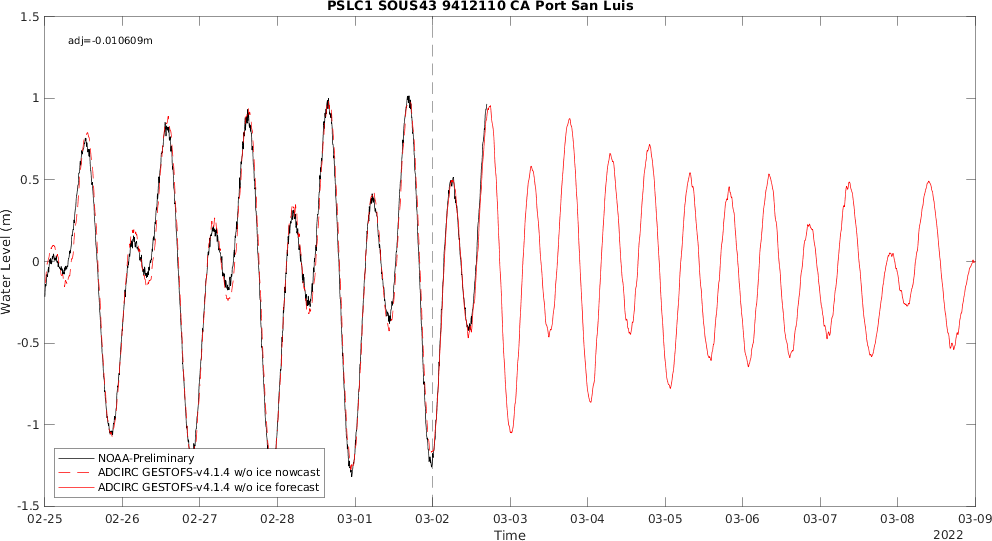 PSLC1 SOUS43 9412110 CA Port San Luis
1.5
adj=-0.010609m
1
0.5
0
-0.5
-1
-1.5
Water Level (m)
NOAA-Preliminary
ADCIRC GESTOFS-v4.1.4 w/o ice nowcast
ADCIRC GESTOFS-v4.1.4 w/o ice forecast
02-25 02-26 02-27 02-28 03-01 03-02 03-03 03-04 03-05 03-06 03-07 03-08 03-09
Time
2022